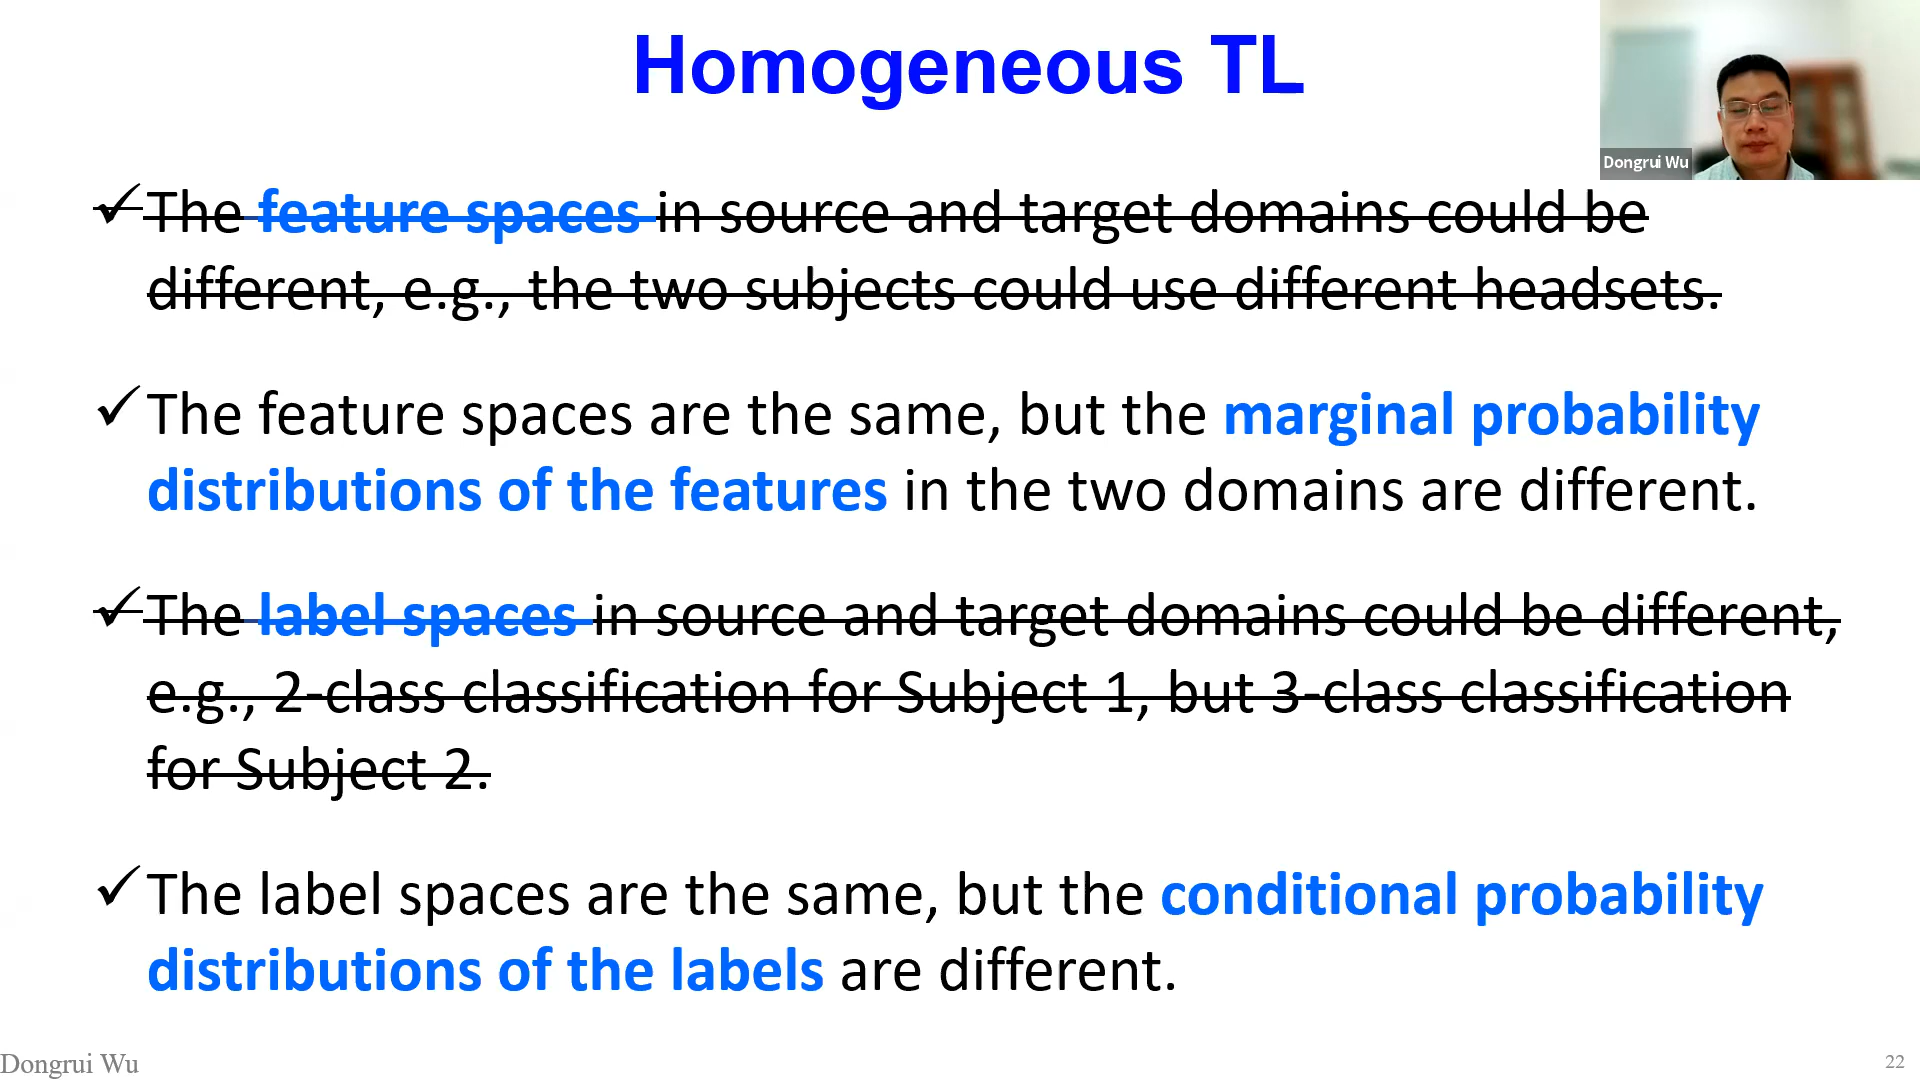 Homogeneous TL
Dongrui Wu
✓The feature spaces in source and target domains could be
different, e.g., the two subjects could use different headsets.
✓The feature spaces are the same, but the marginal probability
distributions of the features in the two domains are different.
✓The label spaces in source and target domains could be different,
e.g., 2-class classification for Subject 1, but 3-class classification
for Subject 2.
✓The label spaces are the same, but the conditional probability
distributions of the labels are different.
Dongrui Wu
22